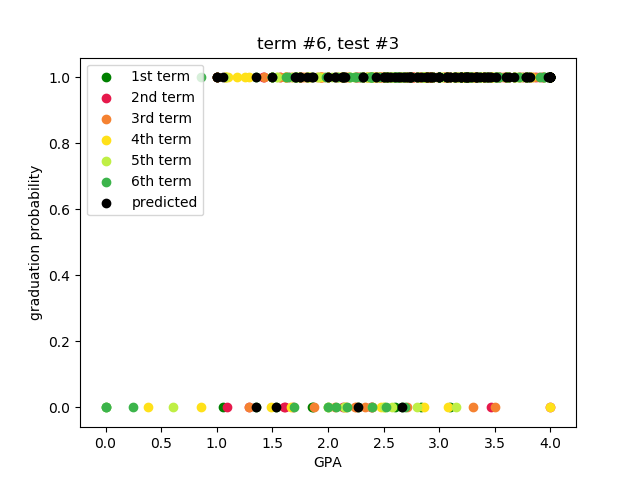 term #6, test #3
1.0
0.8
0.6
0.4
0.2
0.0
graduation probability
1st term
2nd term
3rd term
4th term
5th term
6th term
predicted
0.0 0.5 1.0 1.5 2.0 2.5 3.0 3.5 4.0
GPA